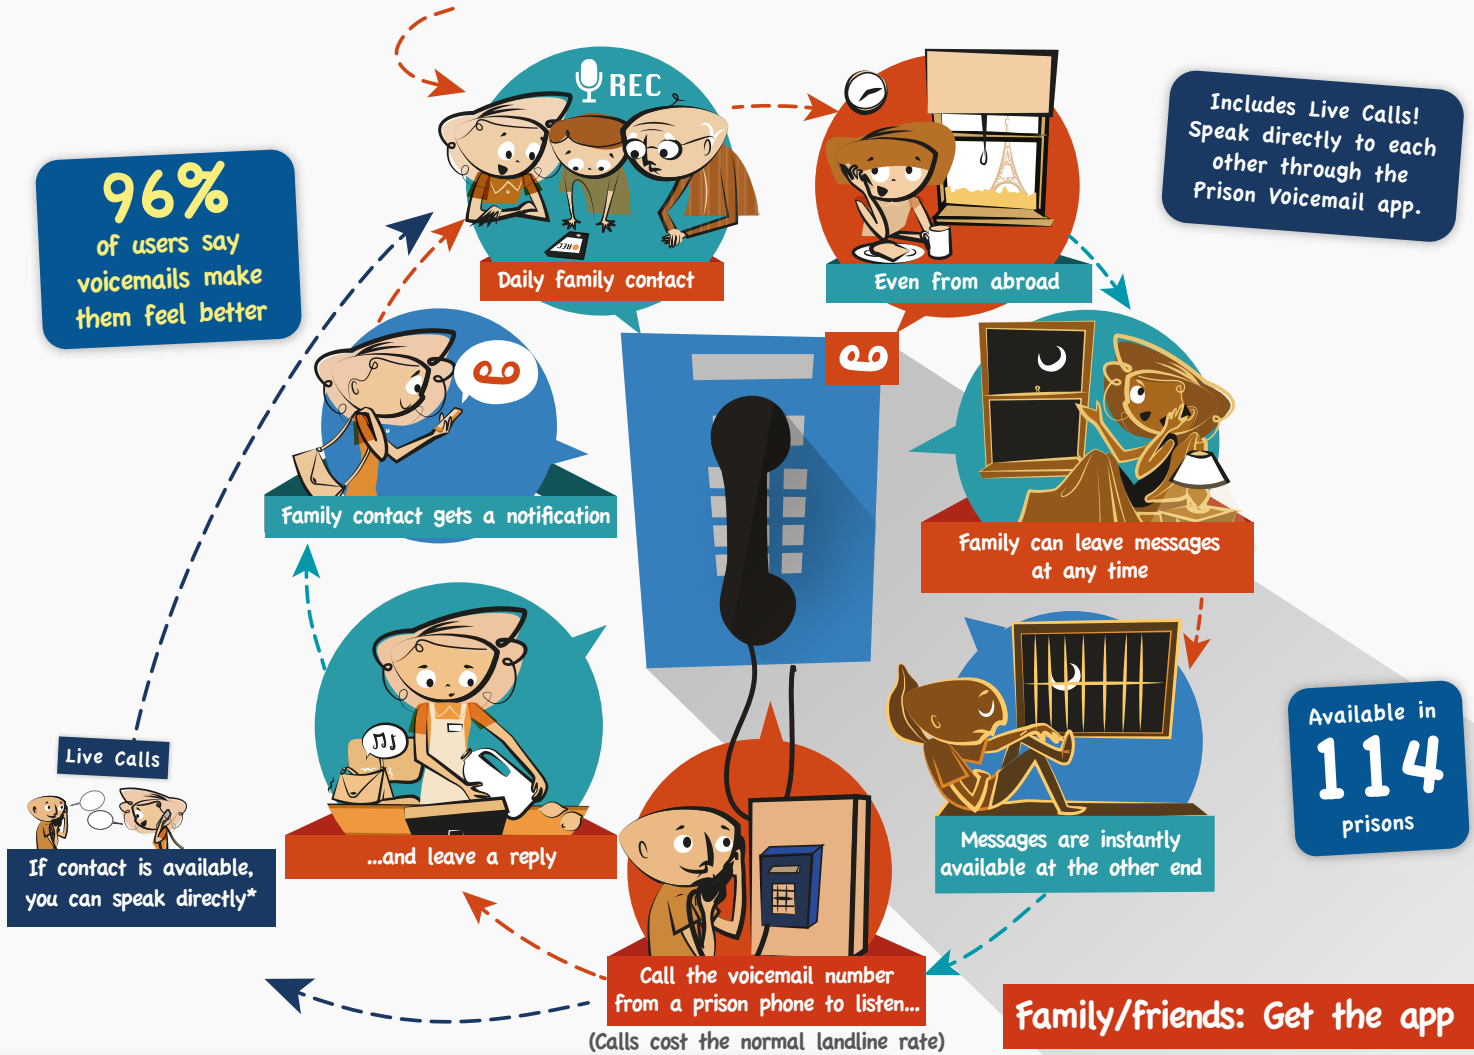 REC
Includes Live Calls!
Speak directly to each
other through the
Prison Voicemail app.
96%
of users say
voicemails make
them feel better
REC
Daily family contact
Even from abroad
Family contact gets a notification
Family can leave messages
at any time
Available in
114
prisons
Live Calls
If contact is available,
you can speak directly*
...and leave a reply
Messages are instantly
available at the other end
Call the voicemail number
from a prison phone to listen...
(Calls cost the normal landline rate)
Family/friends: Get the app